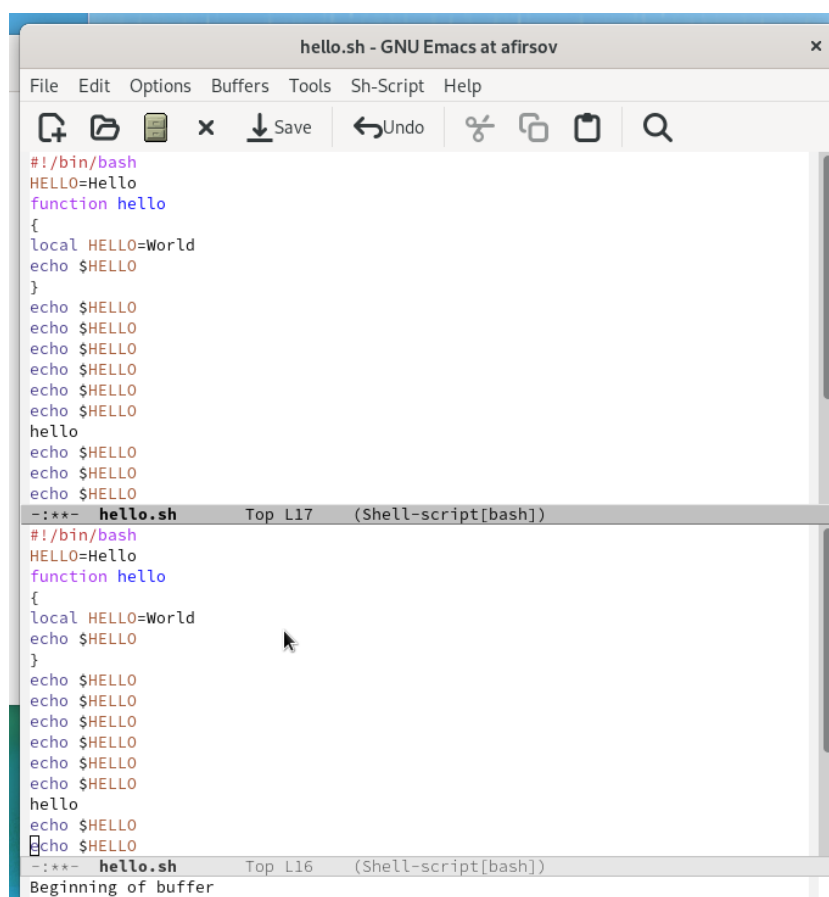 hello.sh - GNU Emacs at afirsov ×
File Edit Options Buffers Tools Sh-Script Help
Save Undo
#!/bin/bash
HELLO=Hello
function hello
{
local HELLO=World
echo $HELLO
}
echo $HELLO
echo $HELLO
echo $HELLO
echo $HELLO
echo $HELLO
echo $HELLO
hello
echo $HELLO
echo $HELLO
echo $HELLO
-:**- hello.sh Top L17 (Shell-script[bash])
#!/bin/bash
HELLO=Hello
function hello
{
local HELLO=World
echo $HELLO
}
echo $HELLO
echo $HELLO
echo $HELLO
echo $HELLO
echo $HELLO
echo $HELLO
hello
echo $HELLO
echo $HELLO
-:**- hello.sh Top L16 (Shell-script[bash])
Beginning of buffer